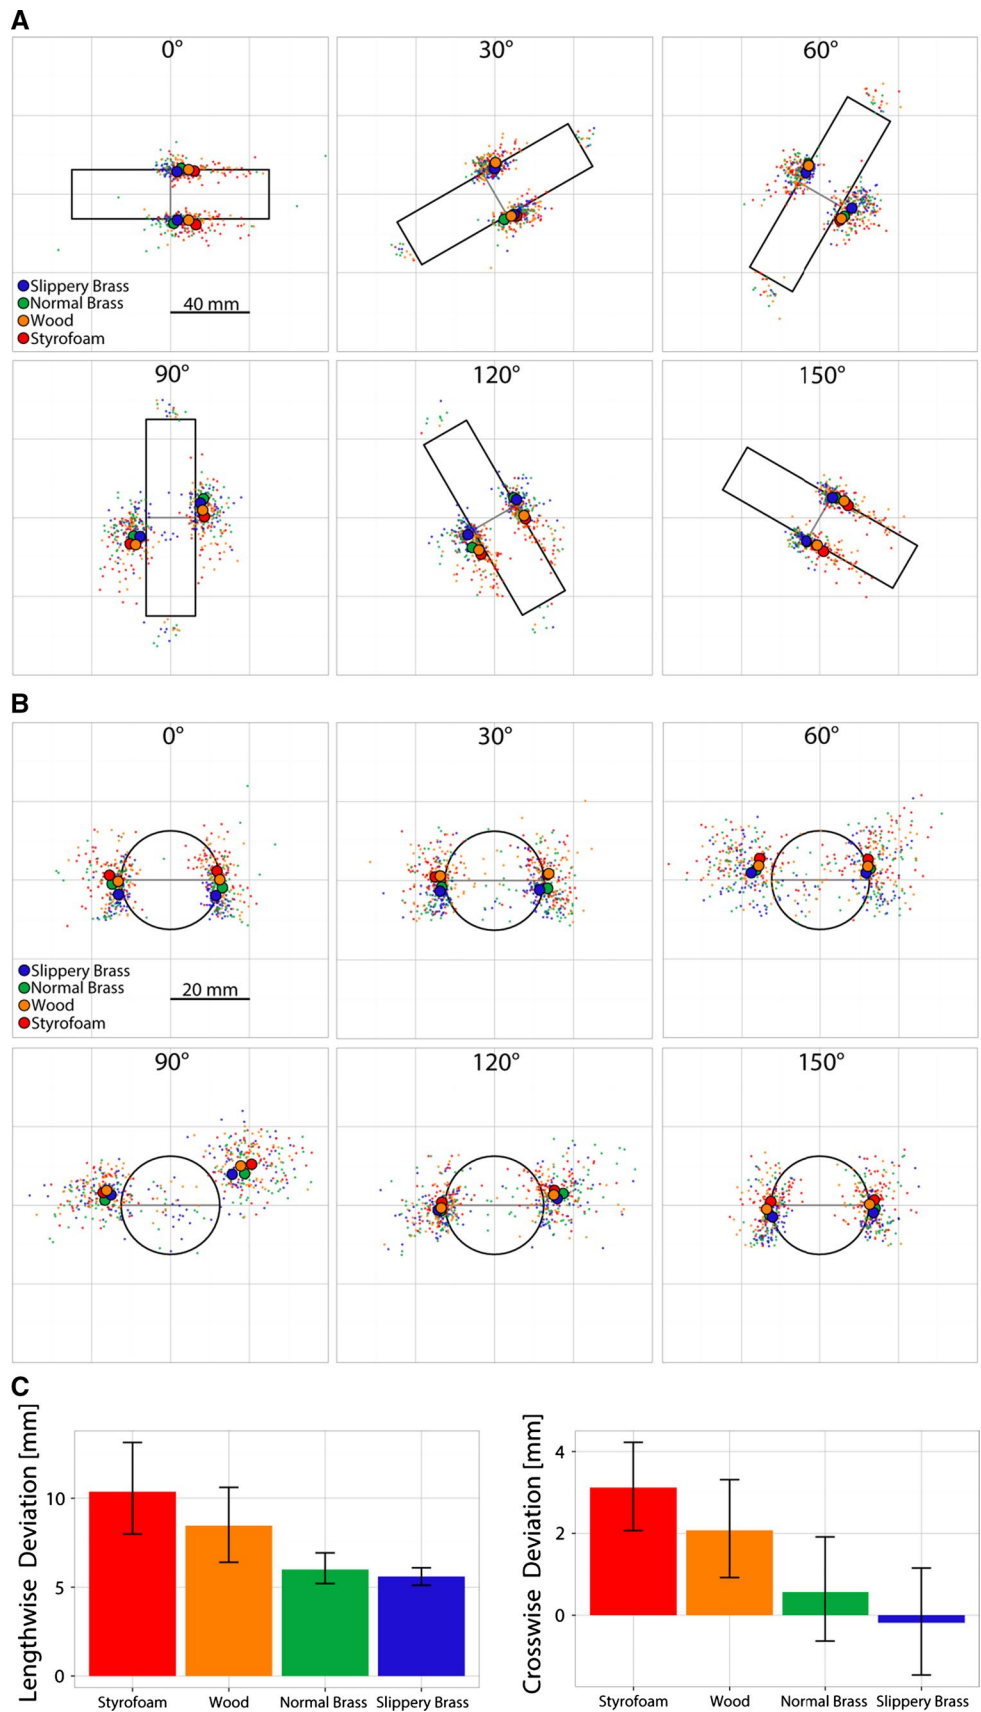 A
0° 30° 60°
Slippery Brass
Normal Brass
Wood
Styrofoam
40 mm
90° 120° 150°
B
0° 30° 60°
Slippery Brass
Normal Brass
Wood
Styrofoam
20 mm
90° 120° 150°
C
Lengthwise Deviation [mm]
10
5
0
Styrofoam Wood Normal Brass Slippery Brass
Crosswise Deviation [mm]
4
2
0
Styrofoam Wood Normal Brass Slippery Brass